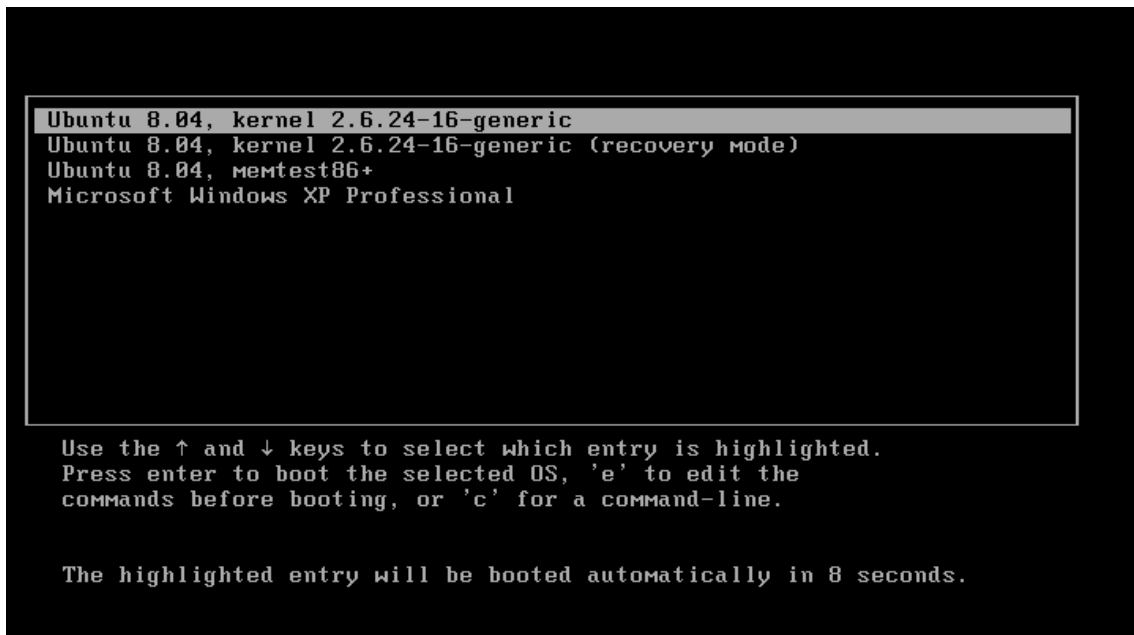 Ubuntu 8.04, kernel 2.6.24-16-generic
Ubuntu 8.04, kernel 2.6.24-16-generic (recovery mode)
Ubuntu 8.04, memtest86+
Microsoft Windows XP Professional
Use the ↑ and ↓ keys to select which entry is highlighted.
Press enter to boot the selected OS, 'e' to edit the
commands before booting, or 'c' for a command-line.
The highlighted entry will be booted automatically in 8 seconds.